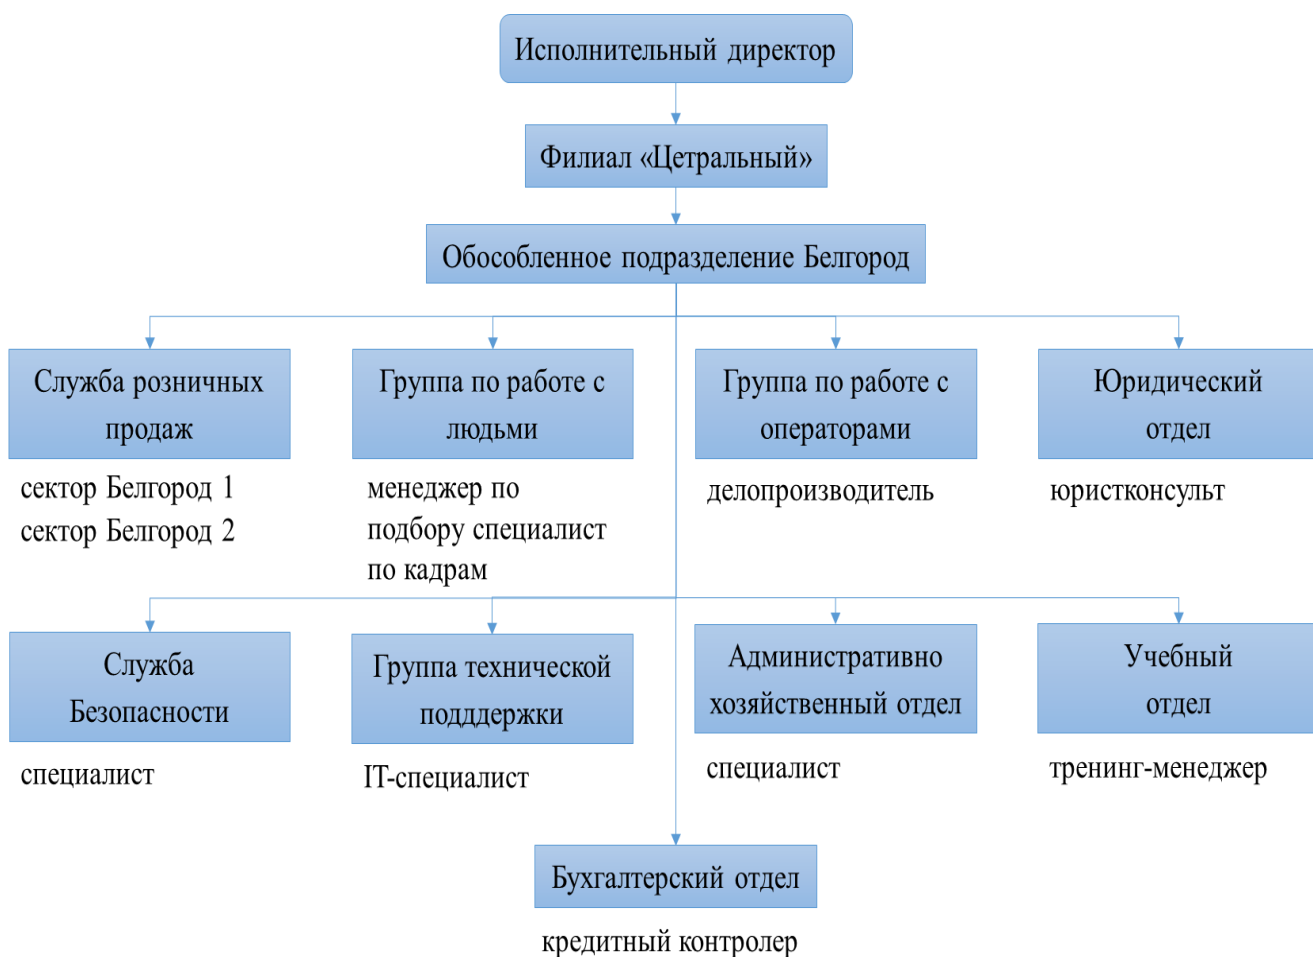 Исполнительный директор
Филиал «Цетральный»
Обособленное подразделение Белгород
Служба розничных
продаж
сектор Белгород 1
сектор Белгород 2
Группа по работе с
людьми
менеджер по
подбору специалист
по кадрам
Группа по работе с
операторами
делопроизводитель
Юридический
отдел
юристконсульт
Служба
Безопасности
специалист
Группа технической
подддержки
IT-специалист
Административно
хозяйственный отдел
специалист
Учебный
отдел
тренинг-менеджер
Бухгалтерский отдел
кредитный контролер